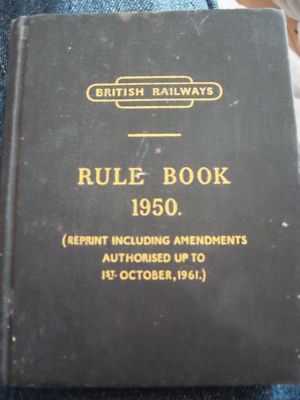 BRITISH RAILWAYS
RULE BOOK
1950.
(REPRINT INCLUDING AMENDMENTS
AUTHORISED UP TO
1ST. OCTOBER, 1961.)